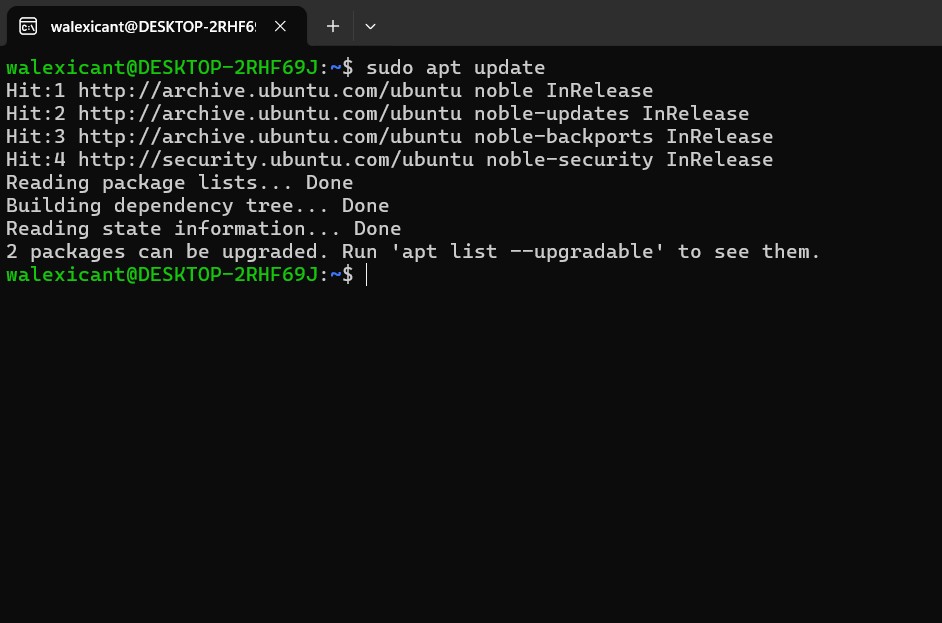 walexicant@DESKTOP-2RHF6
walexicant@DESKTOP-2RHF69J:~$ sudo apt update
Hit:1 http://archive.ubuntu.com/ubuntu noble InRelease
Hit:2 http://archive.ubuntu.com/ubuntu noble-updates InRelease
Hit:3 http://archive.ubuntu.com/ubuntu noble-backports InRelease
Hit:4 http://security.ubuntu.com/ubuntu noble-security InRelease
Reading package lists... Done
Building dependency tree... Done
Reading state information... Done
2 packages can be upgraded. Run 'apt list --upgradable' to see them.
walexicant@DESKTOP-2RHF69J:~$